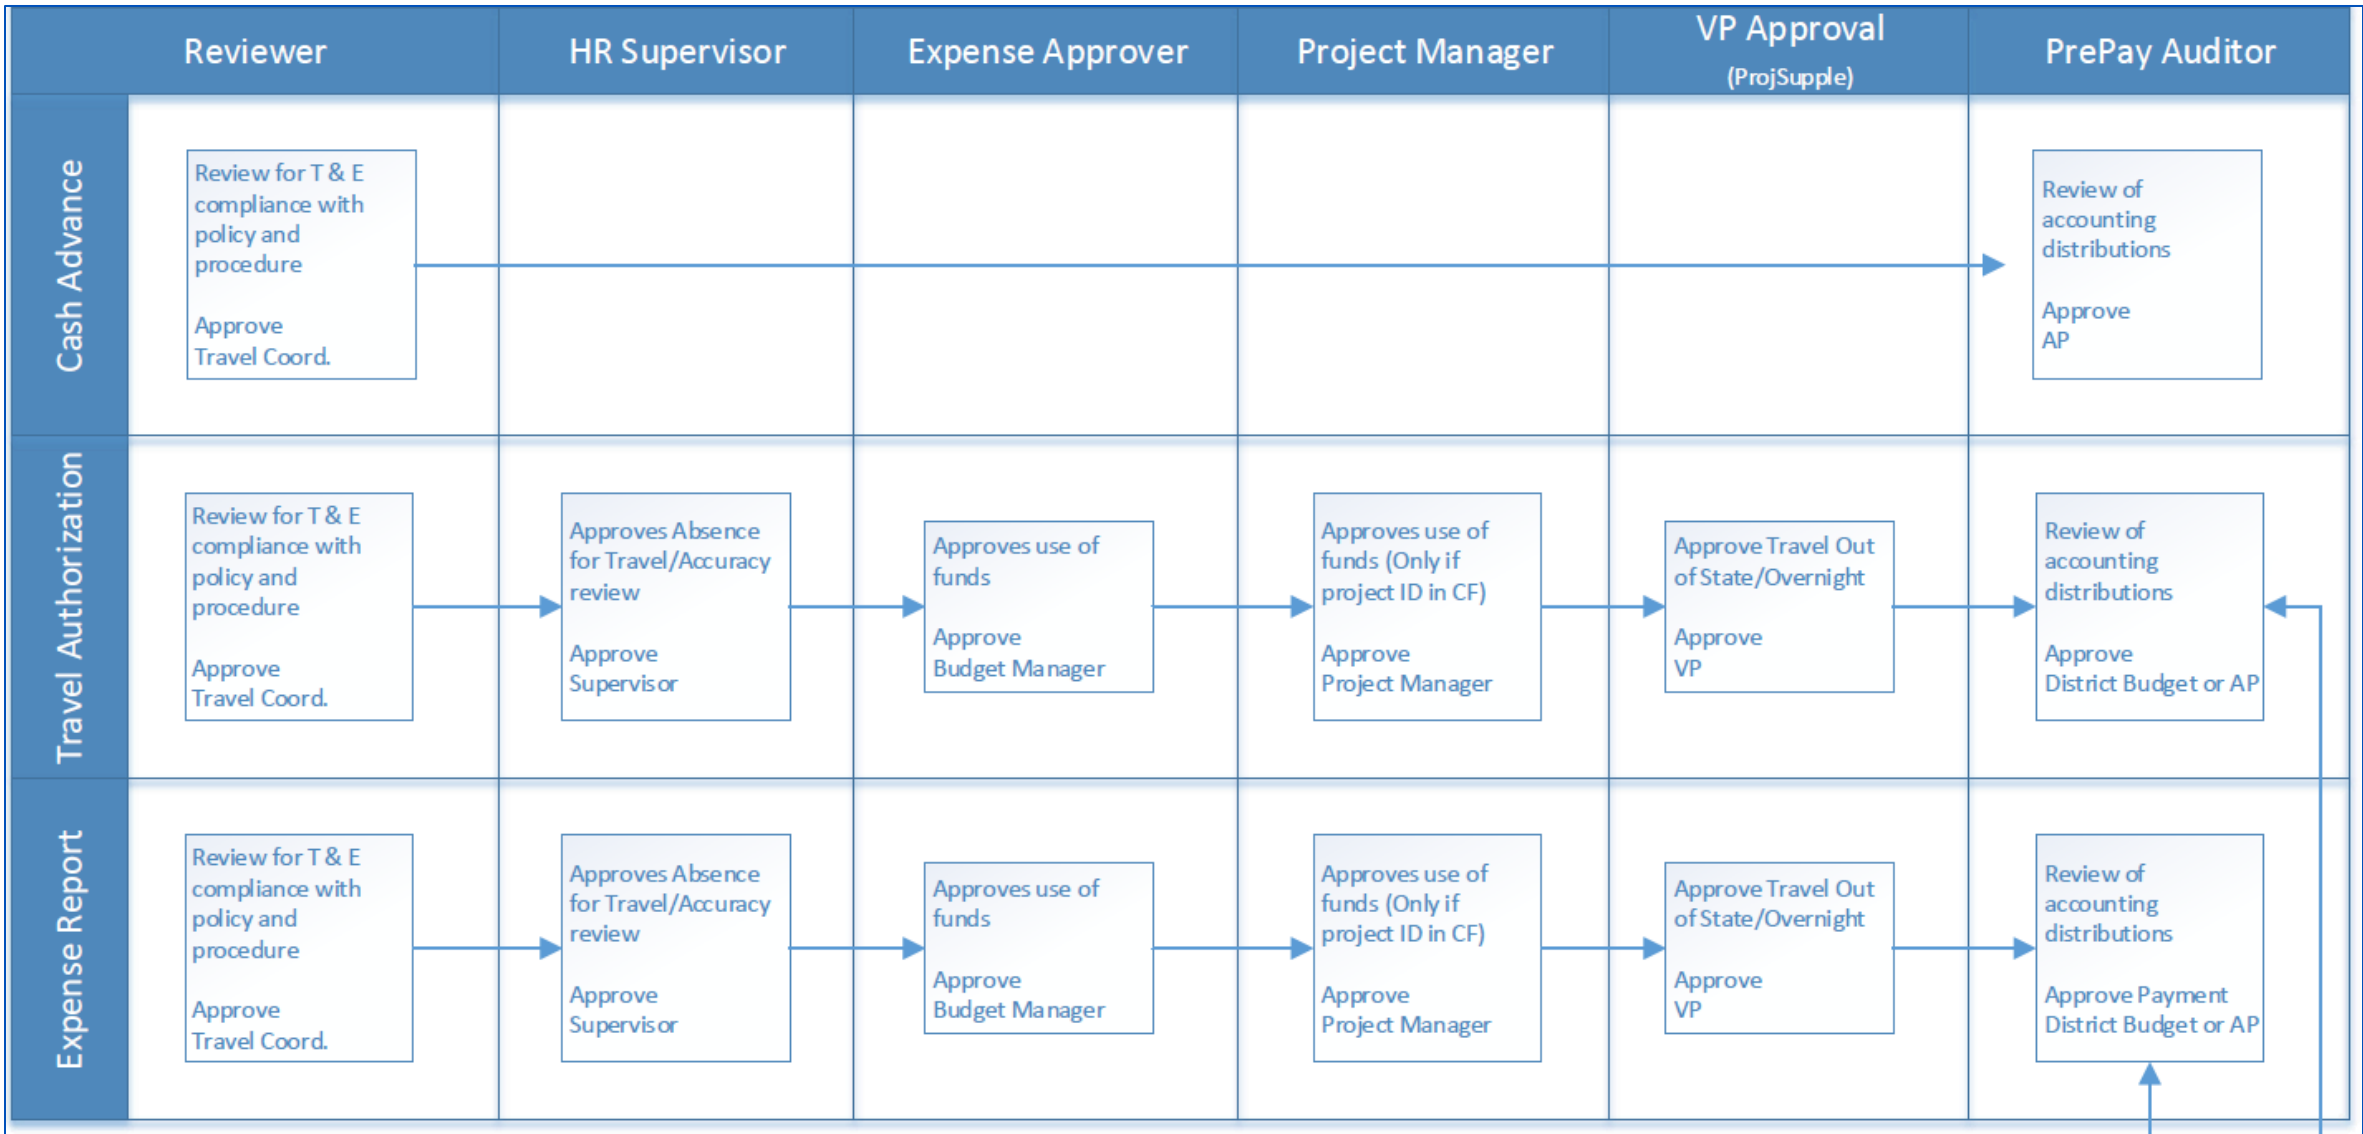 Reviewer
HR Supervisor
Expense Approver
Project Manager
VP Approval
(ProjSupple)
PrePay Auditor
Cash Advance
Review for T & E
compliance with
policy and
procedure
Approve
Travel Coord.
Review of
accounting
distributions
Approve
AP
Travel Authorization
Review for T & E
compliance with
policy and
procedure
Approve
Travel Coord.
Approves Absence
for Travel/Accuracy
review
Approve
Supervisor
Approves use of
funds
Approve
Budget Manager
Approves use of
funds (Only if
project ID in CF)
Approve
Project Manager
Approve Travel Out
of State/Overnight
Approve
VP
Review of
accounting
distributions
Approve
District Budget or AP
Expense Report
Review for T & E
compliance with
policy and
procedure
Approve
Travel Coord.
Approves Absence
for Travel/Accuracy
review
Approve
Supervisor
Approves use of
funds
Approve
Budget Manager
Approves use of
funds (Only if
project ID in CF)
Approve
Project Manager
Approve Travel Out
of State/Overnight
Approve
VP
Review of
accounting
distributions
Approve Payment
District Budget or AP